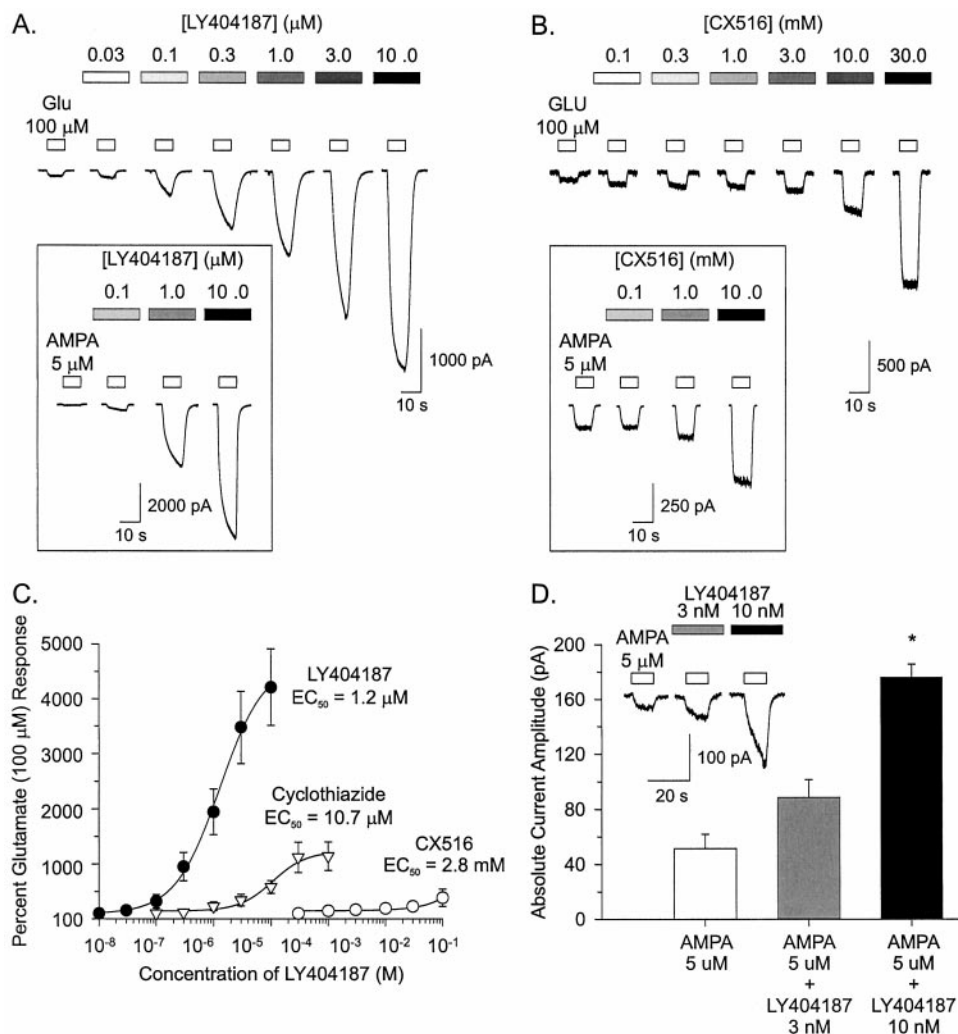 A.
[LY404187] (µM)
0.03 0.1 0.3 1.0 3.0 10 .0
Glu
100 µM
[LY404187] (µM)
0.1 1.0 10 .0
AMPA
5 µM
2000 pA
10 s
1000 pA
10 s
B.
[CX516] (mM)
0.1 0.3 1.0 3.0 10.0 30.0
GLU
100 µM
[CX516] (mM)
0.1 1.0 10 .0
AMPA
5 µM
250 pA
10 s
500 pA
10 s
C.
Percent Glutamate (100 µM) Response
5000
4000
3000
2000
1000
100
LY404187
EC50 = 1.2 µM
Cyclothiazide
EC50 = 10.7 µM
CX516
EC50 = 2.8 mM
10-8 10-7 10-6 10-5 10-4 10-3 10-2 10-1
Concentration of LY404187 (M)
D.
LY404187
3 nM 10 nM
AMPA
5 µM
100 pA
20 s
*
Absolute Current Amplitude (pA)
200
160
120
80
40
0
AMPA
5 uM
AMPA
5 uM
+
LY404187
3 nM
AMPA
5 uM
+
LY404187
10 nM